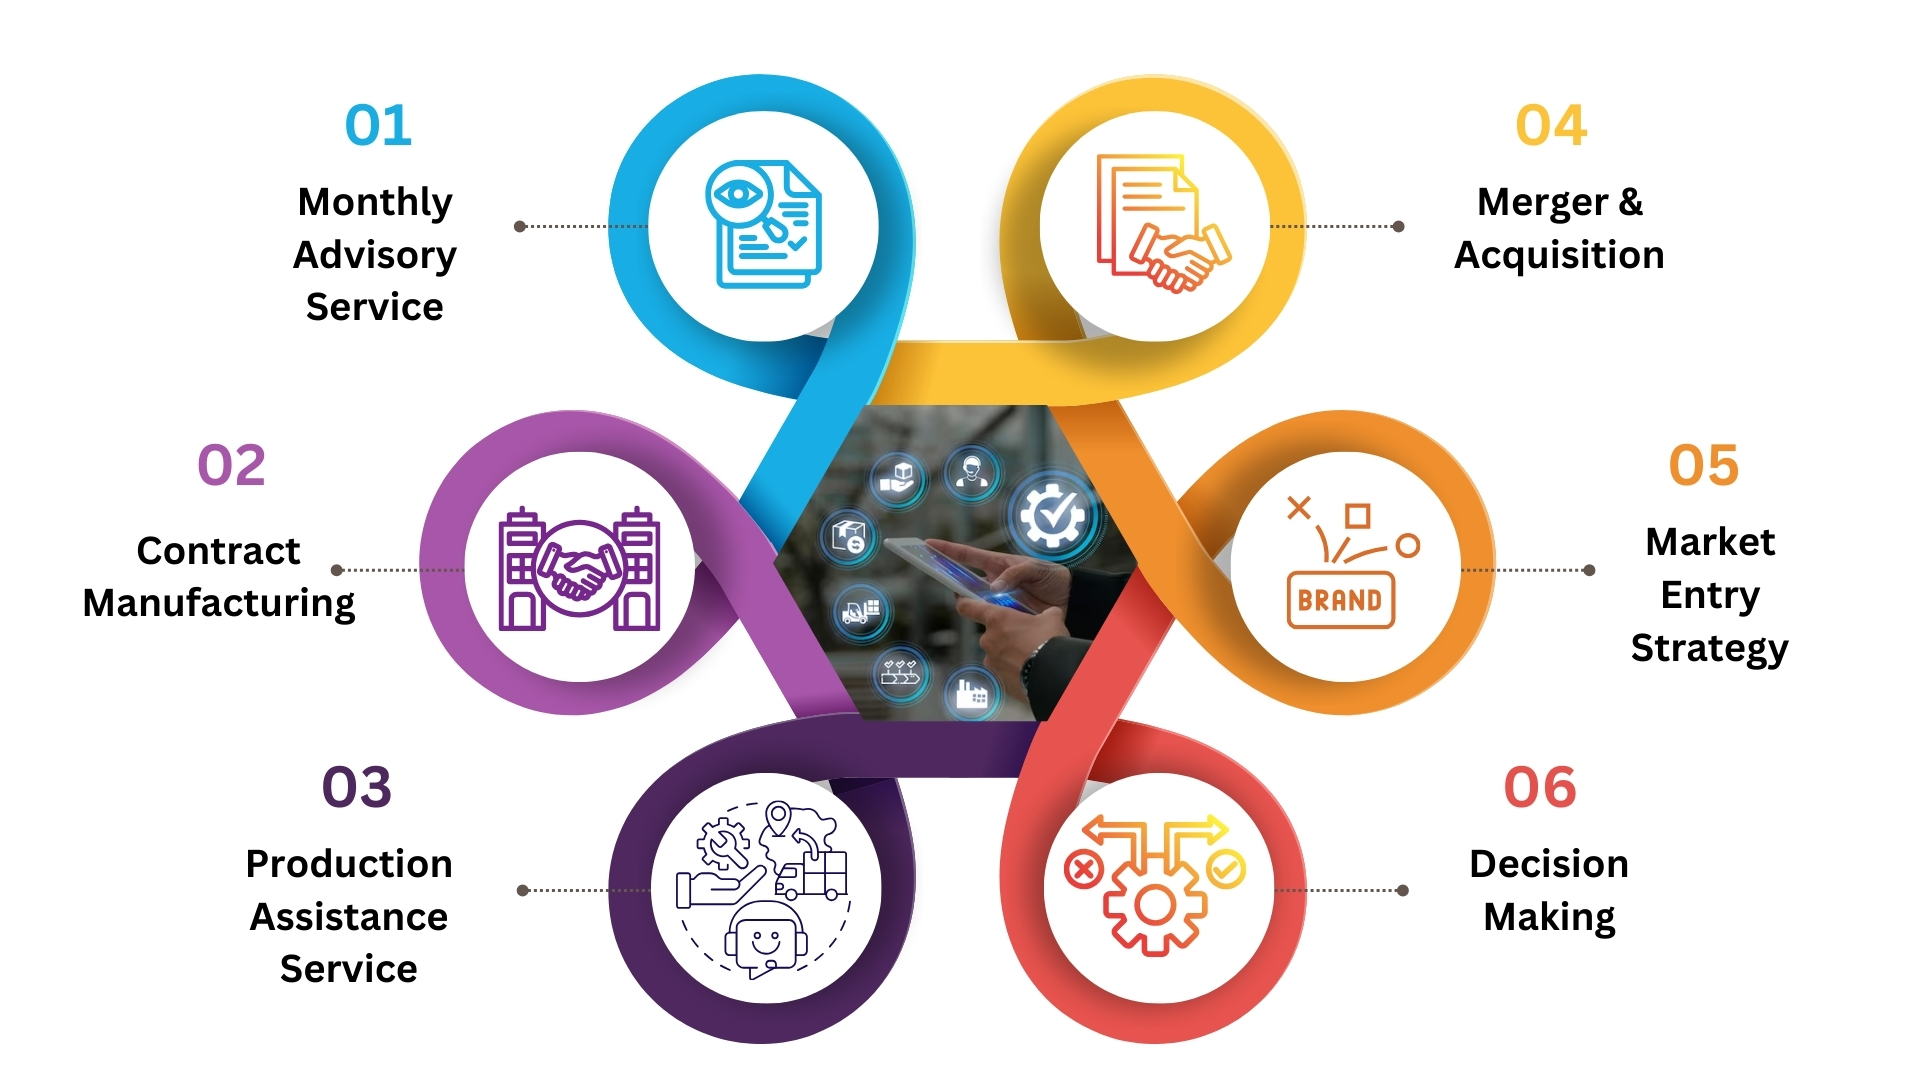 01
Monthly
Advisory
Service
02
Contract
Manufacturing
03
Production
Assistance
Service
04
Merger &
Acquisition
05
Market
Entry
Strategy
BRAND
06
Decision
Making